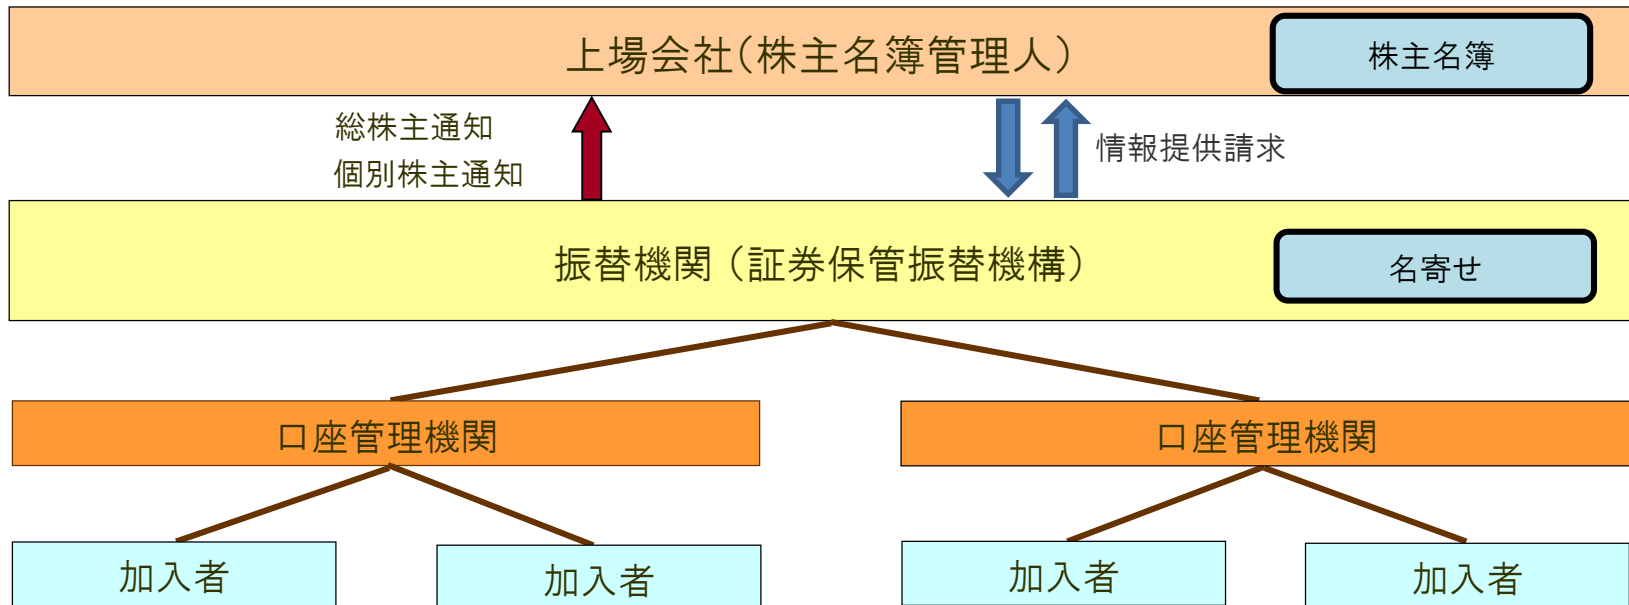 上場会社（株主名簿管理人）
株主名簿
総株主通知
個別株主通知
情報提供請求
振替機関（証券保管振替機構）
名寄せ
口座管理機関
口座管理機関
加入者
加入者
加入者
加入者